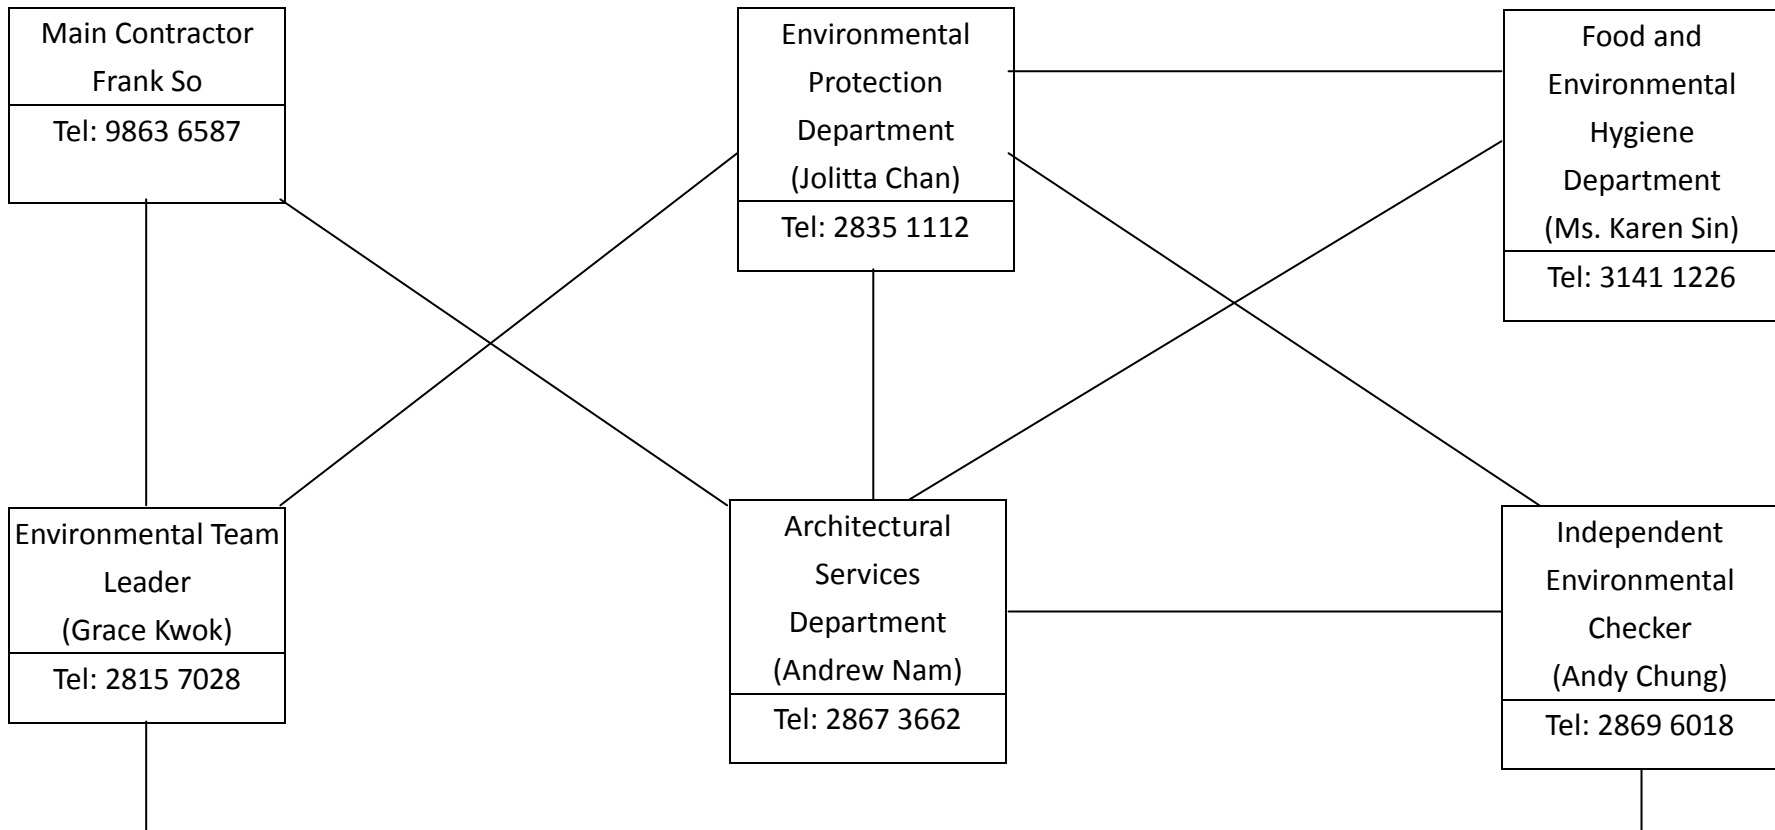 Main Contractor
Frank So
Tel: 9863 6587
Environmental
Protection
Department
(Jolitta Chan)
Tel: 2835 1112
Food and
Environmental
Hygiene
Department
(Ms. Karen Sin)
Tel: 3141 1226
Environmental Team
Leader
(Grace Kwok)
Tel: 2815 7028
Architectural
Services
Department
(Andrew Nam)
Tel: 2867 3662
Independent
Environmental
Checker
(Andy Chung)
Tel: 2869 6018